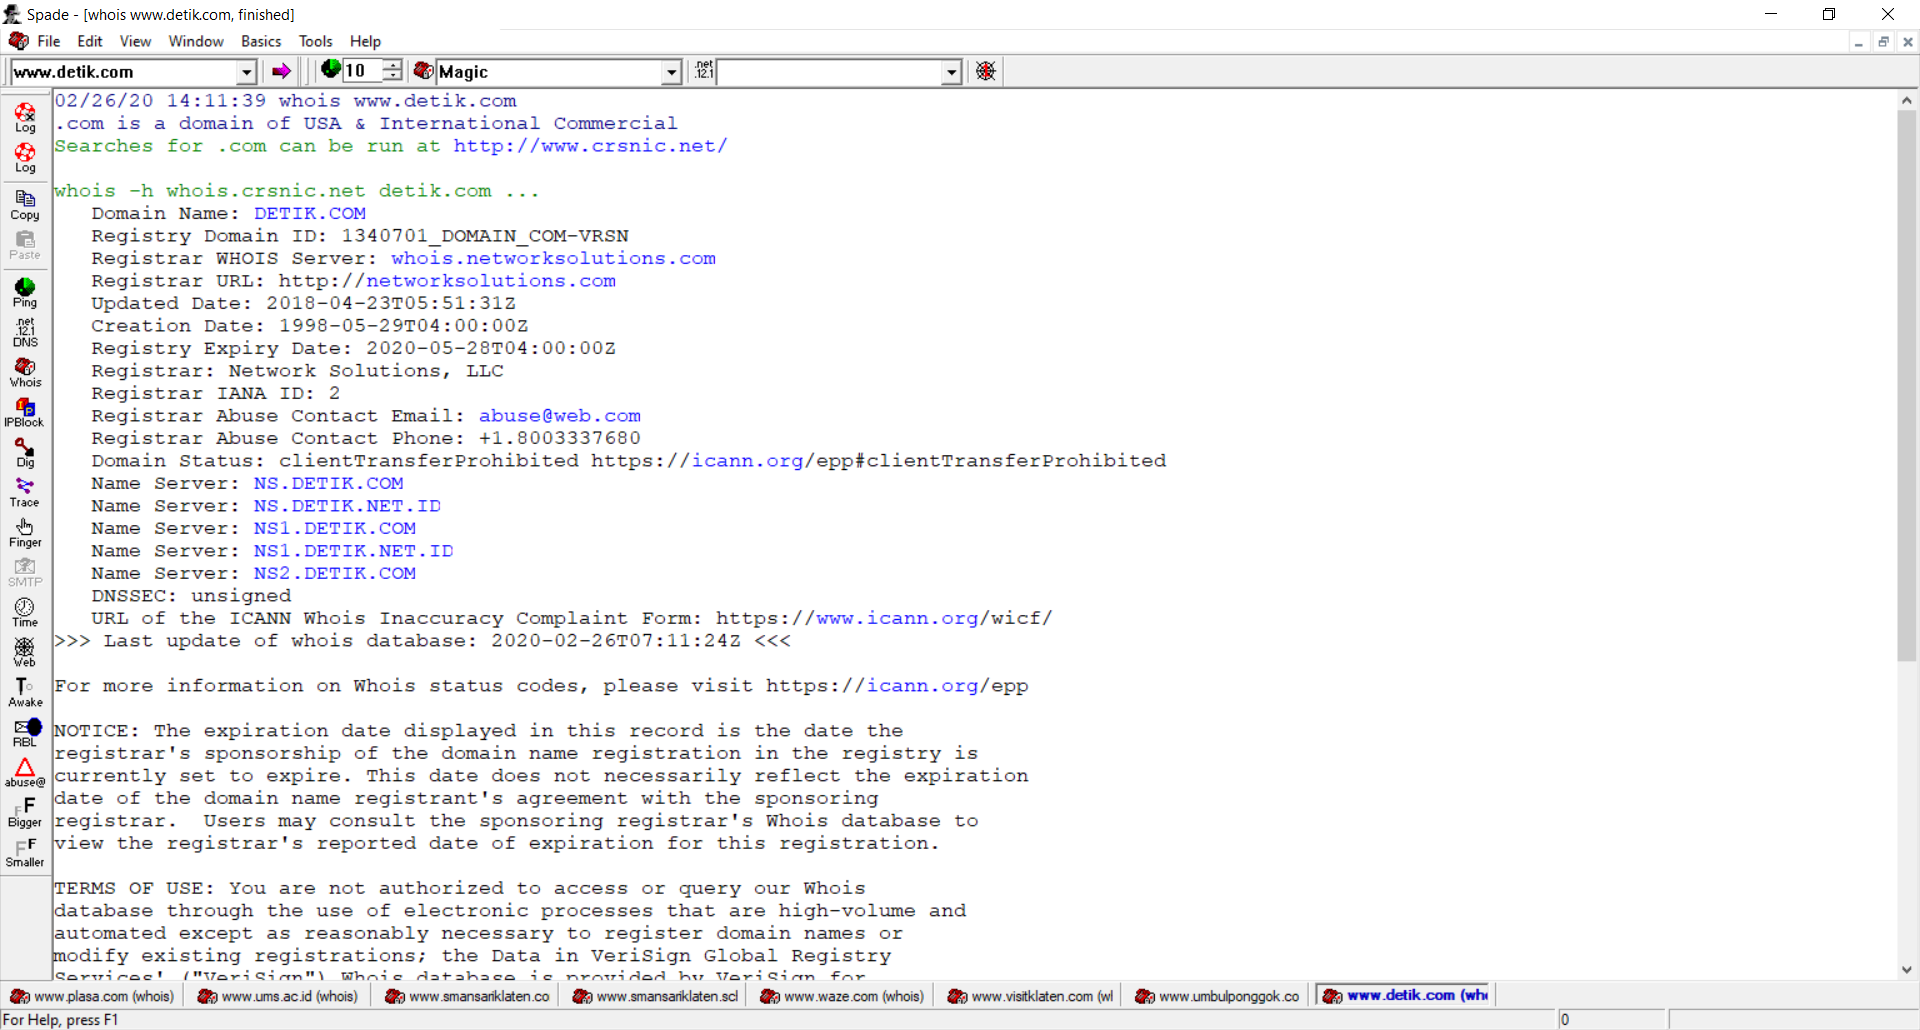 Spade - [whois www.detik.com, finished]
File Edit View Window Basics Tools Help
www.detik.com 10 Magic .net .12.1
Log
Log
Copy
Paste
Ping
.net .12.1 DNS
Whois
IPBlock
Dig
Trace
Finger
SMTP
Time
Web
Awake
RBL
abuse@
Bigger
Smaller
02/26/20 14:11:39 whois www.detik.com
.com is a domain of USA & International Commercial
Searches for .com can be run at http://www.crsnic.net/
whois -h whois.crsnic.net detik.com ...
Domain Name: DETIK.COM
Registry Domain ID: 1340701_DOMAIN_COM-VRSN
Registrar WHOIS Server: whois.networksolutions.com
Registrar URL: http://networksolutions.com
Updated Date: 2018-04-23T05:51:31Z
Creation Date: 1998-05-29T04:00:00Z
Registry Expiry Date: 2020-05-28T04:00:00Z
Registrar: Network Solutions, LLC
Registrar IANA ID: 2
Registrar Abuse Contact Email: abuse@web.com
Registrar Abuse Contact Phone: +1.8003337680
Domain Status: clientTransferProhibited https://icann.org/epp#clientTransferProhibited
Name Server: NS.DETIK.COM
Name Server: NS.DETIK.NET.ID
Name Server: NS1.DETIK.COM
Name Server: NS1.DETIK.NET.ID
Name Server: NS2.DETIK.COM
DNSSEC: unsigned
URL of the ICANN Whois Inaccuracy Complaint Form: https://www.icann.org/wicf/
>>> Last update of whois database: 2020-02-26T07:11:24Z <<<
For more information on Whois status codes, please visit https://icann.org/epp
NOTICE: The expiration date displayed in this record is the date the
registrar's sponsorship of the domain name registration in the registry is
currently set to expire. This date does not necessarily reflect the expiration
date of the domain name registrant's agreement with the sponsoring
registrar.  Users may consult the sponsoring registrar's Whois database to
view the registrar's reported date of expiration for this registration.
TERMS OF USE: You are not authorized to access or query our Whois
database through the use of electronic processes that are high-volume and
automated except as reasonably necessary to register domain names or
modify existing registrations; the Data in VeriSign Global Registry
Services' ("VeriSign") Whois database is provided by VeriSign for
www.plasa.com (whois) www.ums.ac.id (whois) www.smansariklaten.co www.smansariklaten.scl www.waze.com (whois) www.visitklaten.com (wl www.umbulponggok.co www.detik.com (wh
For Help, press F1 0